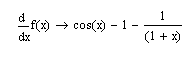 d/dx f(x) → cos(x) − 1 − 1/(1 + x)